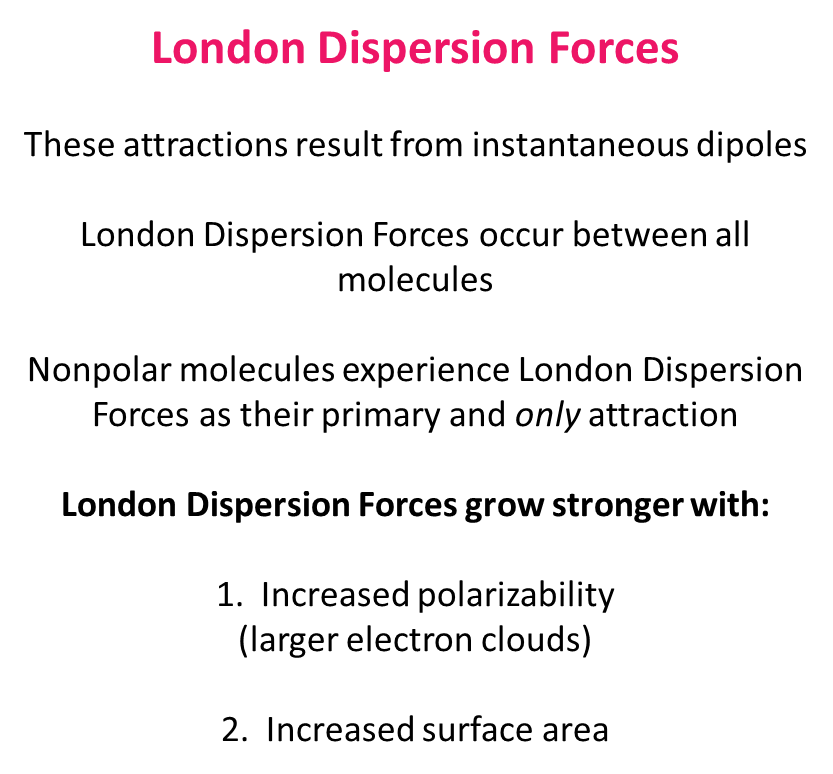 London Dispersion Forces
These attractions result from instantaneous dipoles
London Dispersion Forces occur between all
molecules
Nonpolar molecules experience London Dispersion
Forces as their primary and only attraction
London Dispersion Forces grow stronger with:
1. Increased polarizability
(larger electron clouds)
2. Increased surface area